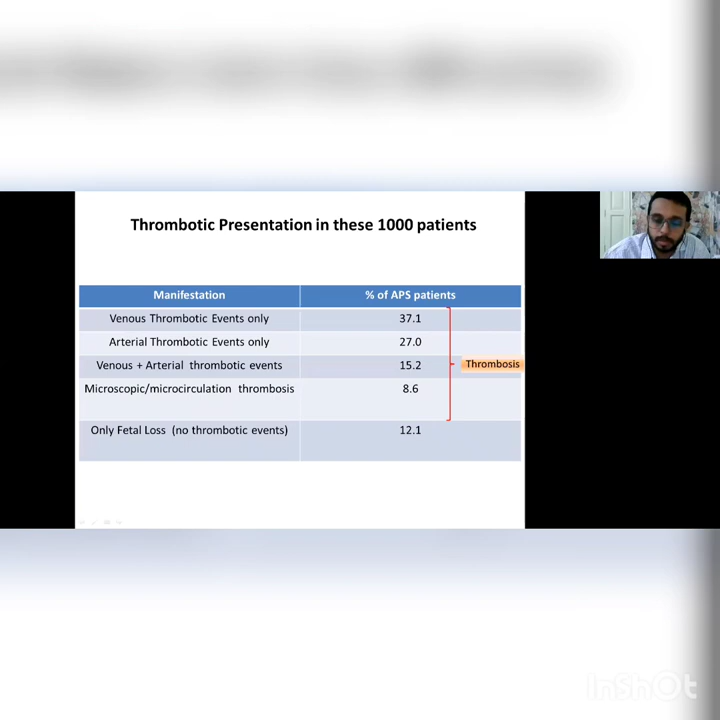 Thrombotic Presentation in these 1000 patients
Manifestation % of APS patients
Venous Thrombotic Events only 37.1
Arterial Thrombotic Events only 27.0
Venous + Arterial thrombotic events 15.2
Thrombosis
Microscopic/microcirculation thrombosis 8.6
Only Fetal Loss (no thrombotic events) 12.1
InShOt